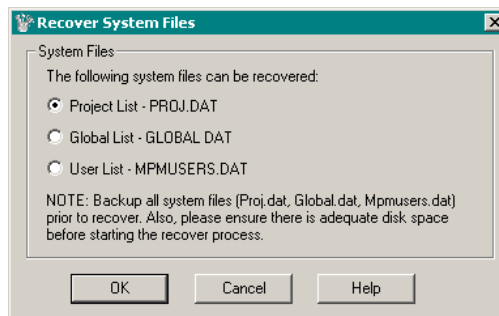 Recover System Files
System Files
The following system files can be recovered:
Project List - PROJ.DAT
Global List - GLOBAL DAT
User List - MPMUSERS.DAT
NOTE: Backup all system files (Proj.dat, Global.dat, Mpmusers.dat)
prior to recover. Also, please ensure there is adequate disk space
before starting the recover process.
OK Cancel Help